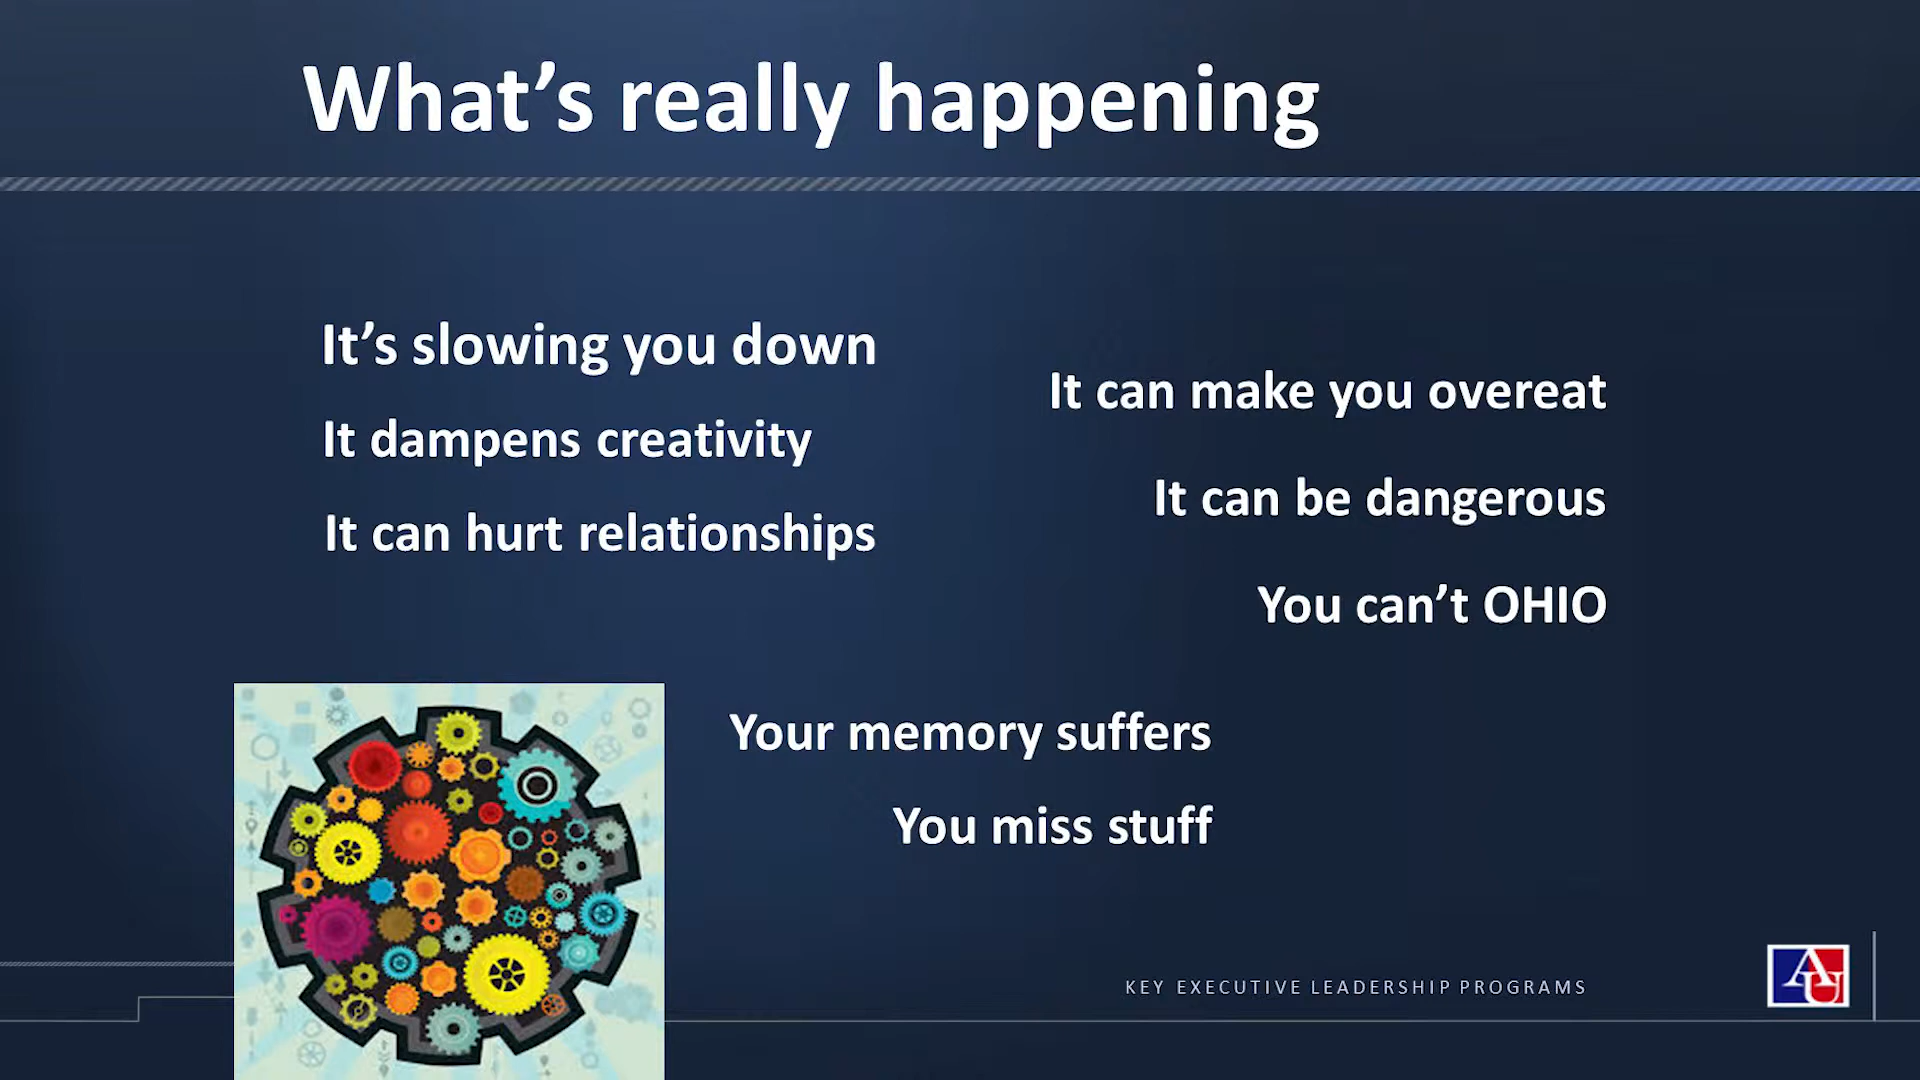 What’s really happening
It’s slowing you down
It dampens creativity
It can hurt relationships
It can make you overeat
It can be dangerous
You can’t OHIO
Your memory suffers
You miss stuff
KEY EXECUTIVE LEADERSHIP PROGRAMS
AU